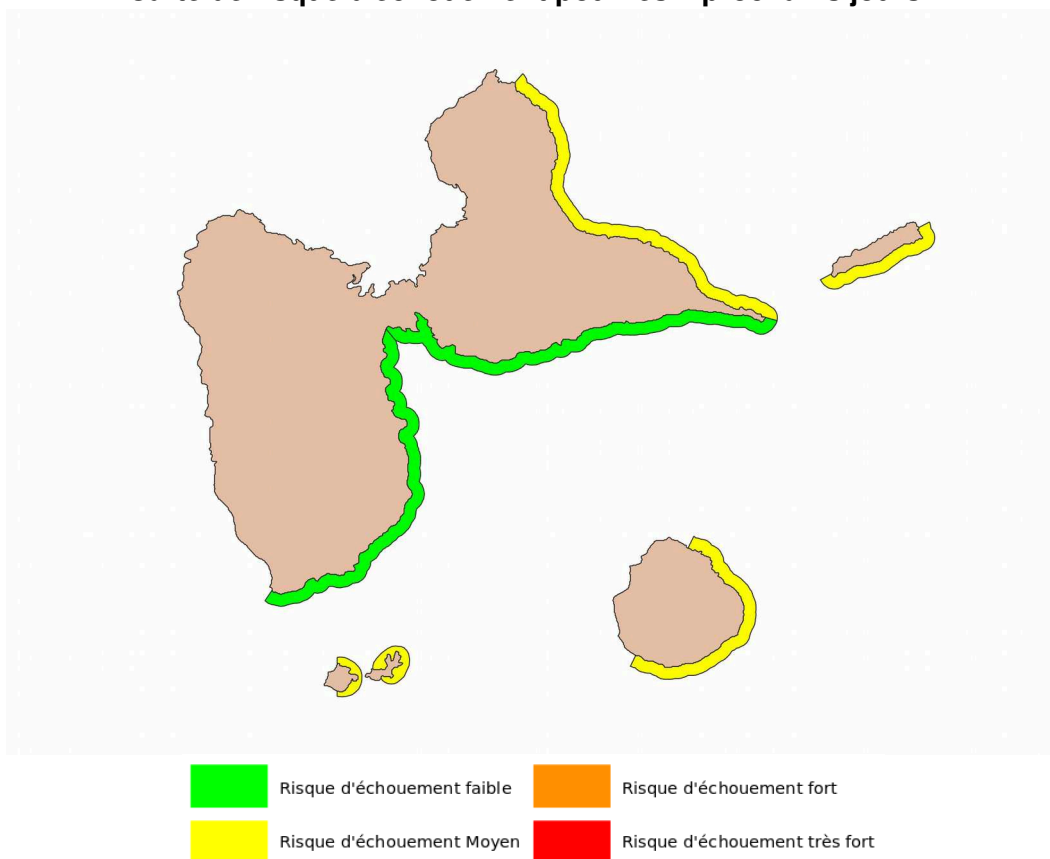 Risque d'échouement faible
Risque d'échouement fort
Risque d'échouement Moyen
Risque d'échouement très fort